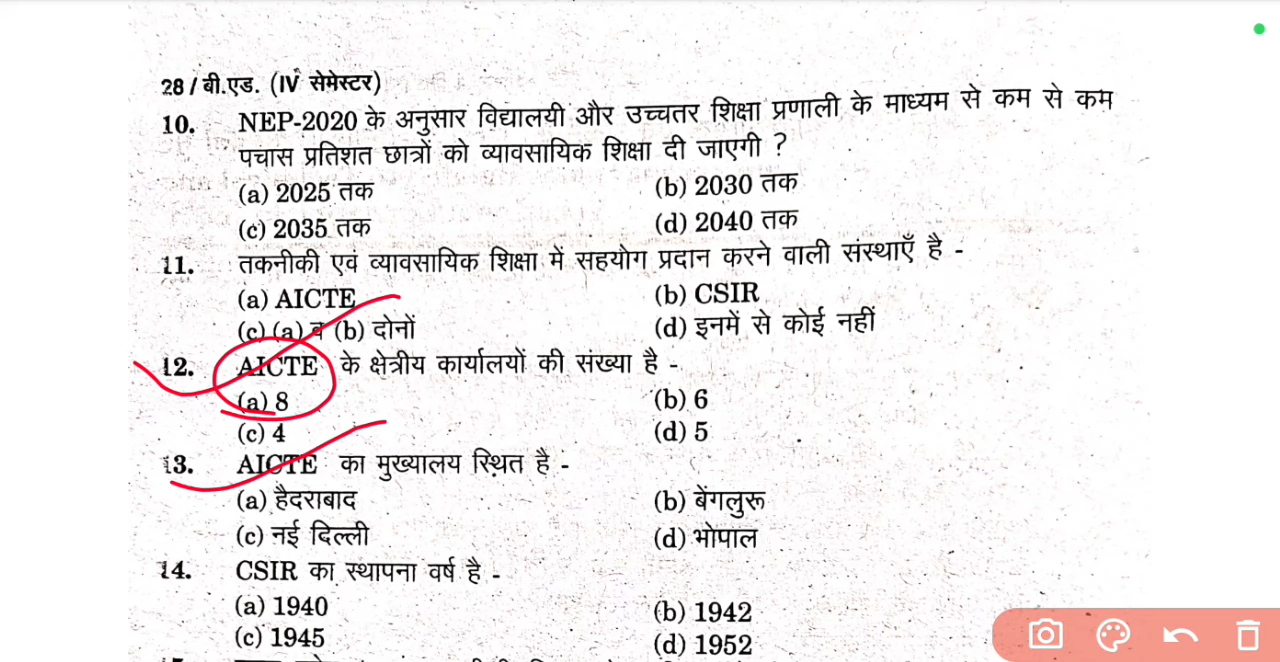 28 / बी.एड. (IV सेमेस्टर)
10. NEP-2020 के अनुसार विद्यालयी और उच्चतर शिक्षा प्रणाली के माध्यम से कम से कम
पचास प्रतिशत छात्रों को व्यावसायिक शिक्षा दी जाएगी ?
(a) 2025 तक (b) 2030 तक
(c) 2035 तक (d) 2040 तक
11. तकनीकी एवं व्यावसायिक शिक्षा में सहयोग प्रदान करने वाली संस्थाएँ है -
(a) AICTE (b) CSIR
(c) (a) व (b) दोनों (d) इनमें से कोई नहीं
12. AICTE के क्षेत्रीय कार्यालयों की संख्या है -
(a) 8 (b) 6
(c) 4 (d) 5
13. AICTE का मुख्यालय स्थित है -
(a) हैदराबाद (b) बेंगलुरू
(c) नई दिल्ली (d) भोपाल
14. CSIR का स्थापना वर्ष है -
(a) 1940 (b) 1942
(c) 1945 (d) 1952